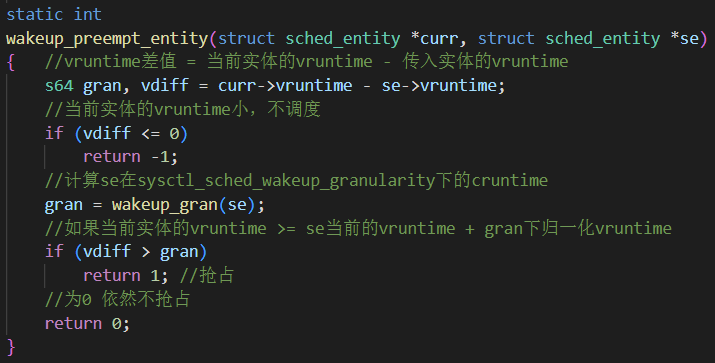 static int
wakeup_preempt_entity(struct sched_entity *curr, struct sched_entity *se)
{   //vruntime差值 = 当前实体的vruntime - 传入实体的vruntime
    s64 gran, vdiff = curr->vruntime - se->vruntime;
    //当前实体的vruntime小，不调度
    if (vdiff <= 0)
        return -1;
    //计算se在sysctl_sched_wakeup_granularity下的cruntime
    gran = wakeup_gran(se);
    //如果当前实体的vruntime >= se当前的vruntime + gran下归一化vruntime
    if (vdiff > gran)
        return 1; //抢占
    //为0 依然不抢占
    return 0;
}